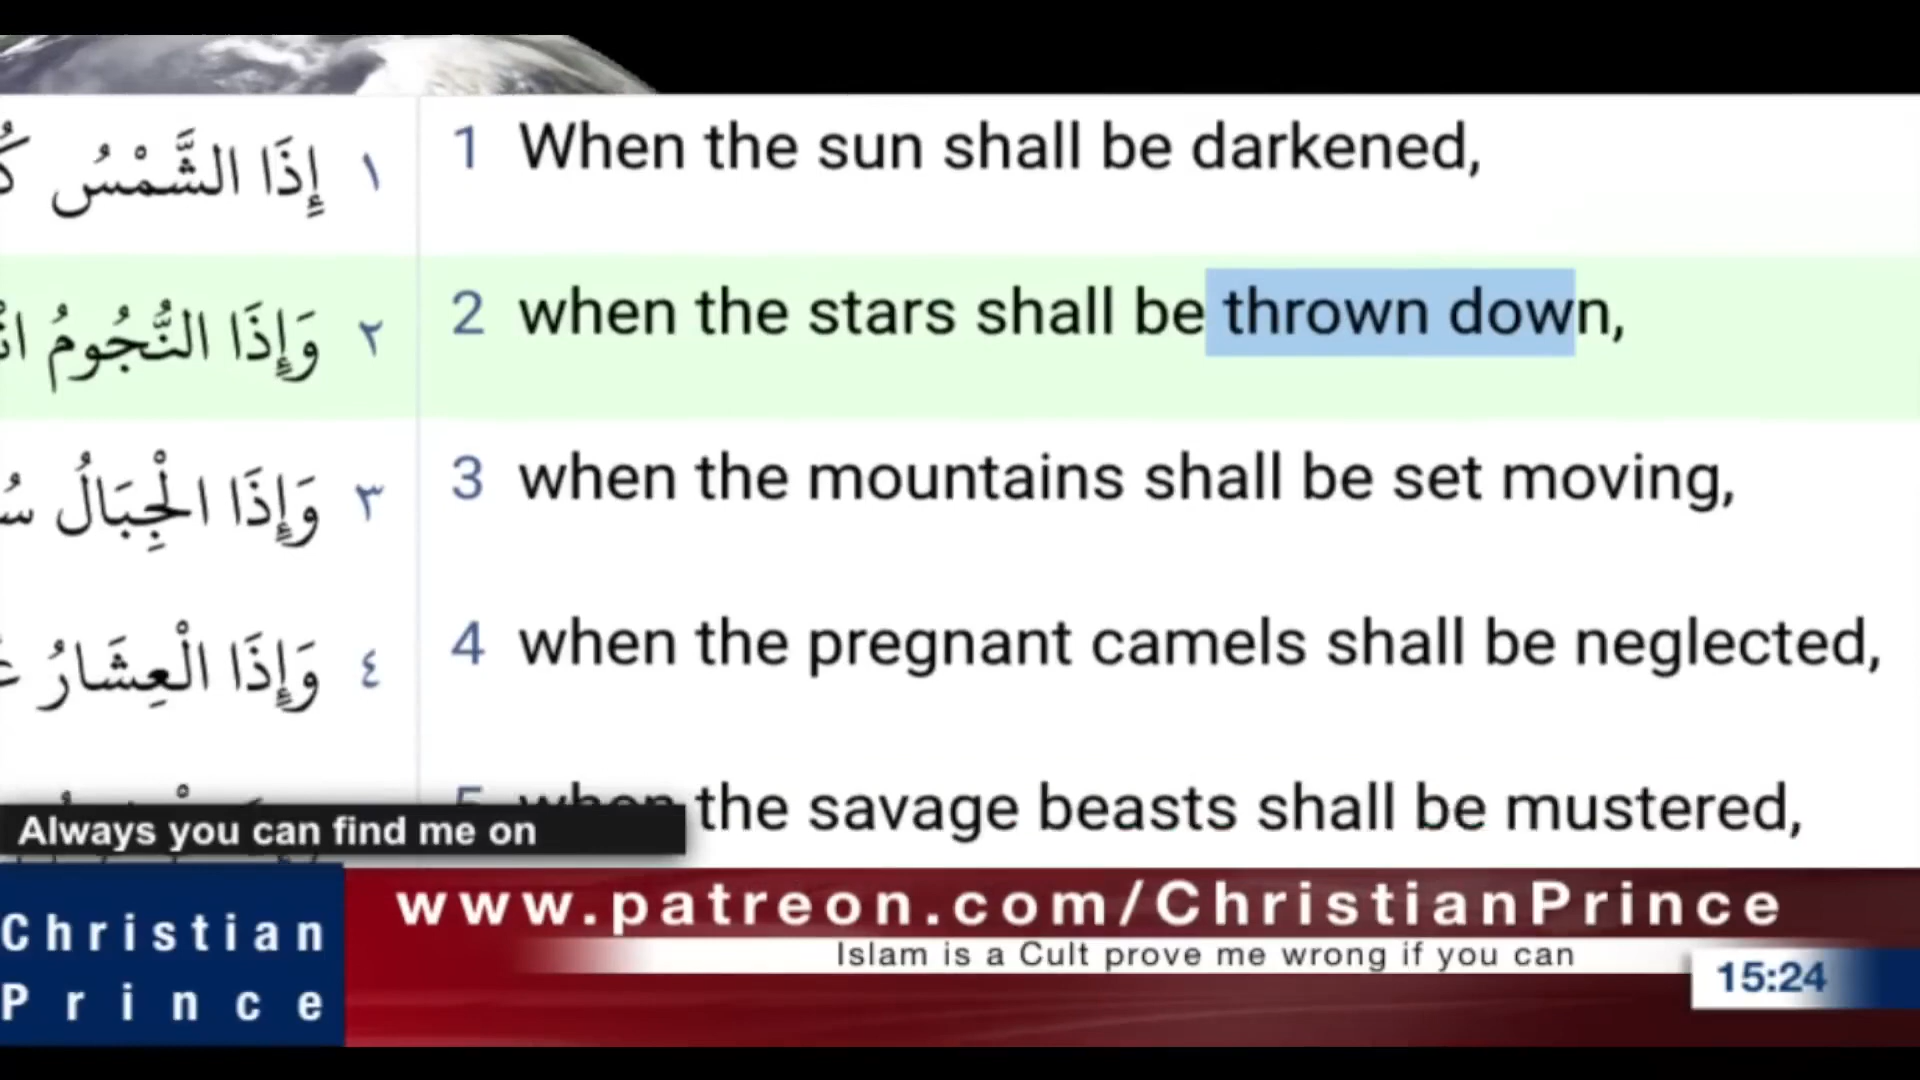 إِذَا الشَّمْسُ ١
1 When the sun shall be darkened,
وَإِذَا النُّجُومُ ٢
2 when the stars shall be thrown down,
وَإِذَا الْجِبَالُ ٣
3 when the mountains shall be set moving,
وَإِذَا الْعِشَارُ ٤
4 when the pregnant camels shall be neglected,
5 when the savage beasts shall be mustered,
Always you can find me on
www.patreon.com/ChristianPrince
Islam is a Cult prove me wrong if you can
Christian
Prince
15:24